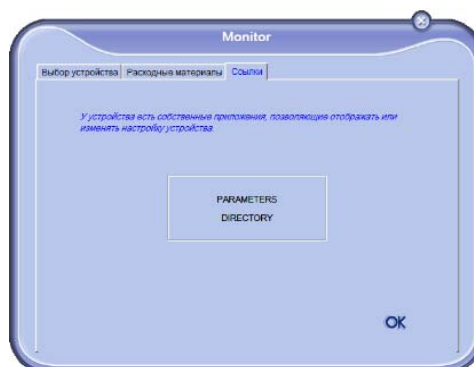 Monitor
Выбор устройства Расходные материалы Ссылки
У устройства есть собственные приложения, позволяющие отображать или
изменять настройку устройства.
PARAMETERS
DIRECTORY
OK